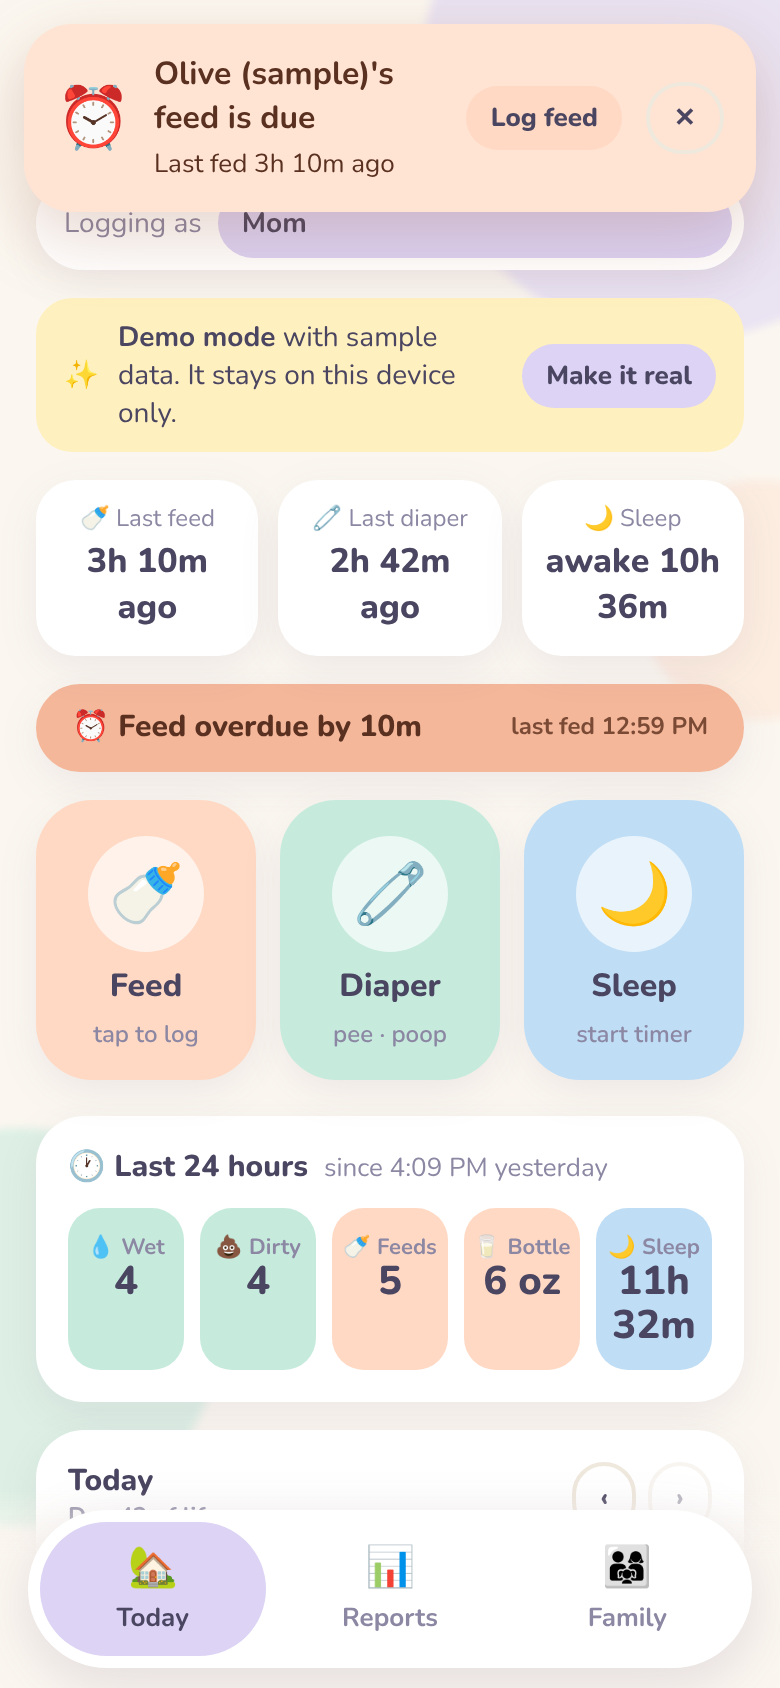 Olive (sample)'s
feed is due
Last fed 3h 10m ago
Log feed
×
Logging as
Mom
Demo mode with sample
data. It stays on this device
only.
Make it real
Last feed
3h 10m
ago
Last diaper
2h 42m
ago
Sleep
awake 10h
36m
Feed overdue by 10m
last fed 12:59 PM
Feed
tap to log
Diaper
pee · poop
Sleep
start timer
Last 24 hours since 4:09 PM yesterday
Wet
4
Dirty
4
Feeds
5
Bottle
6 oz
Sleep
11h
32m
Today
‹
›
Today
Reports
Family